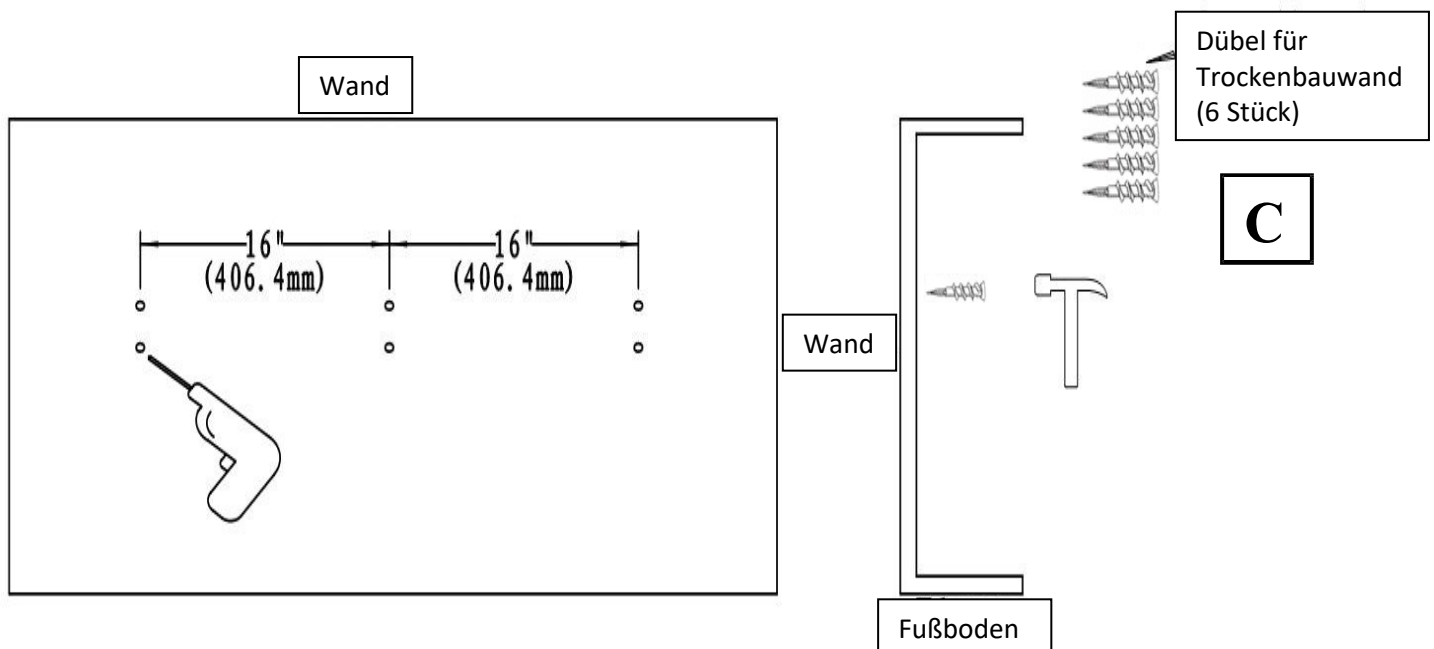 Wand
Dübel für
Trockenbauwand
(6 Stück)
C
16" 16"
(406.4mm) (406.4mm)
Wand
Fußboden